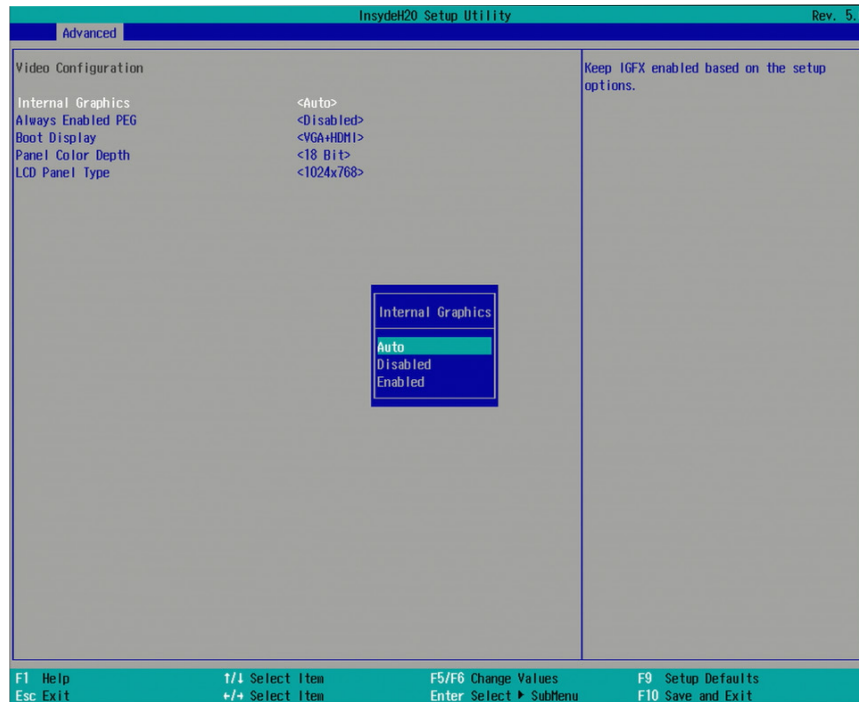 InsydeH20 Setup Utility Rev. 5.
Advanced
Video Configuration
Internal Graphics <Auto>
Always Enabled PEG <Disabled>
Boot Display <VGA+HDMI>
Panel Color Depth <18 Bit>
LCD Panel Type <1024x768>
Keep IGFX enabled based on the setup
options.
Internal Graphics
Auto
Disabled
Enabled
F1 Help ↑/↓ Select Item F5/F6 Change Values F9 Setup Defaults
Esc Exit ←/→ Select Item Enter Select ▶ SubMenu F10 Save and Exit